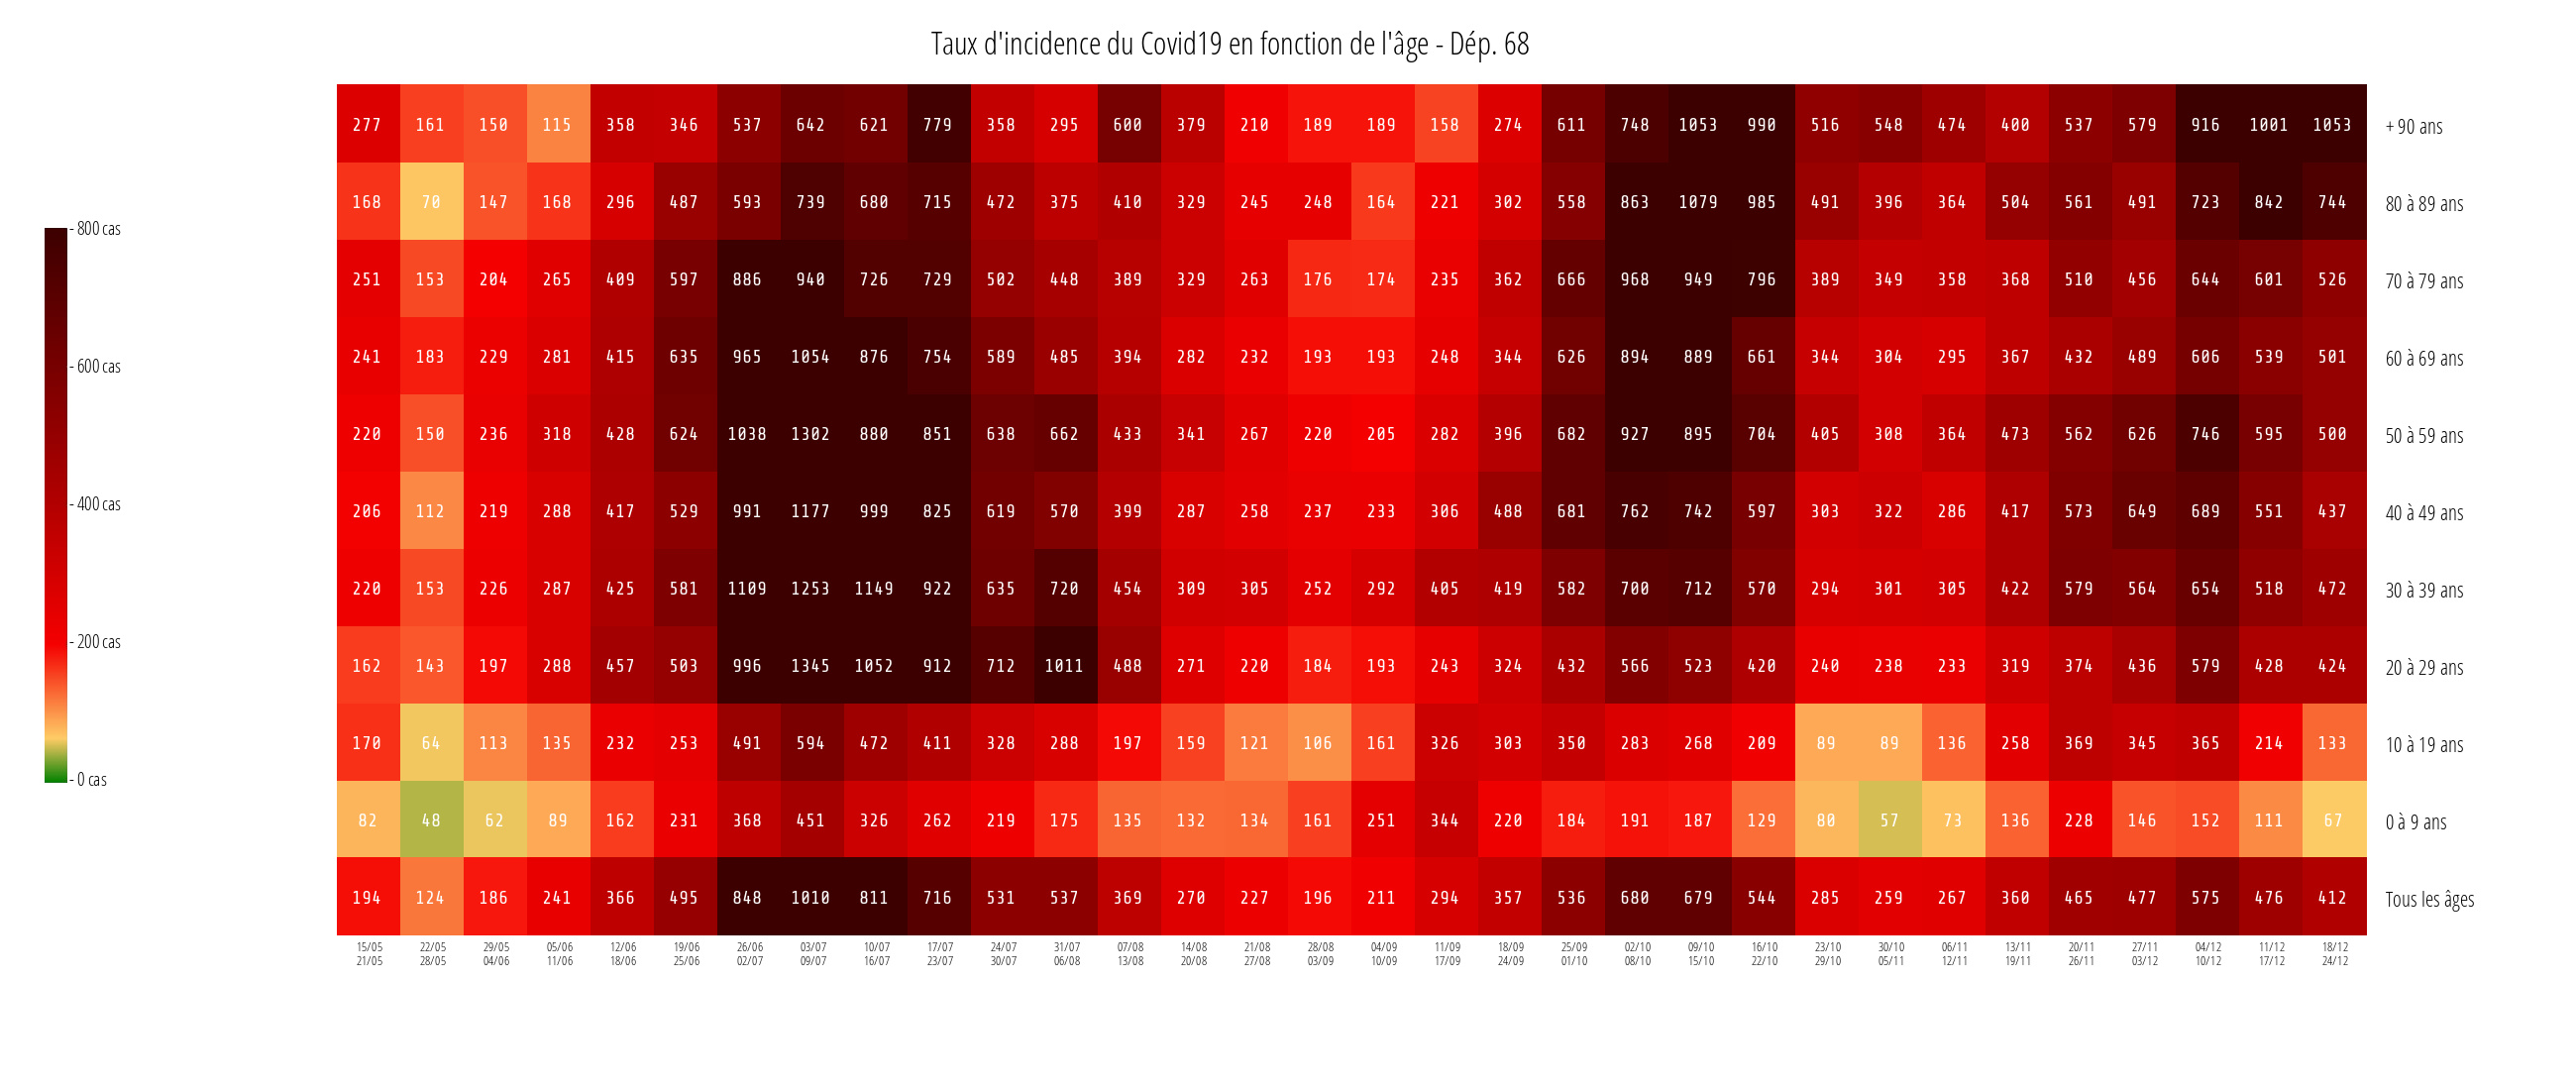 Taux d'incidence du Covid19 en fonction de l'âge - Dép. 68
277 161 150 115 358 346 537 642 621 779 358 295 600 379 210 189 189 158 274 611 748 1053 990 516 548 474 400 537 579 916 1001 1053 + 90 ans
168 70 147 168 296 487 593 739 680 715 472 375 410 329 245 248 164 221 302 558 863 1079 985 491 396 364 504 561 491 723 842 744 80 à 89 ans
- 800 cas
251 153 204 265 409 597 886 940 726 729 502 448 389 329 263 176 174 235 362 666 968 949 796 389 349 358 368 510 456 644 601 526 70 à 79 ans
241 183 229 281 415 635 965 1054 876 754 589 485 394 282 232 193 193 248 344 626 894 889 661 344 304 295 367 432 489 606 539 501 60 à 69 ans
- 600 cas
220 150 236 318 428 624 1038 1302 880 851 638 662 433 341 267 220 205 282 396 682 927 895 704 405 308 364 473 562 626 746 595 500 50 à 59 ans
- 400 cas
206 112 219 288 417 529 991 1177 999 825 619 570 399 287 258 237 233 306 488 681 762 742 597 303 322 286 417 573 649 689 551 437 40 à 49 ans
220 153 226 287 425 581 1109 1253 1149 922 635 720 454 309 305 252 292 405 419 582 700 712 570 294 301 305 422 579 564 654 518 472 30 à 39 ans
- 200 cas
162 143 197 288 457 503 996 1345 1052 912 712 1011 488 271 220 184 193 243 324 432 566 523 420 240 238 233 319 374 436 579 428 424 20 à 29 ans
170 64 113 135 232 253 491 594 472 411 328 288 197 159 121 106 161 326 303 350 283 268 209 89 89 136 258 369 345 365 214 133 10 à 19 ans
- 0 cas
82 48 62 89 162 231 368 451 326 262 219 175 135 132 134 161 251 344 220 184 191 187 129 80 57 73 136 228 146 152 111 67 0 à 9 ans
194 124 186 241 366 495 848 1010 811 716 531 537 369 270 227 196 211 294 357 536 680 679 544 285 259 267 360 465 477 575 476 412 Tous les âges
15/05 22/05 29/05 05/06 12/06 19/06 26/06 03/07 10/07 17/07 24/07 31/07 07/08 14/08 21/08 28/08 04/09 11/09 18/09 25/09 02/10 09/10 16/10 23/10 30/10 06/11 13/11 20/11 27/11 04/12 11/12 18/12
21/05 28/05 04/06 11/06 18/06 25/06 02/07 09/07 16/07 23/07 30/07 06/08 13/08 20/08 27/08 03/09 10/09 17/09 24/09 01/10 08/10 15/10 22/10 29/10 05/11 12/11 19/11 26/11 03/12 10/12 17/12 24/12